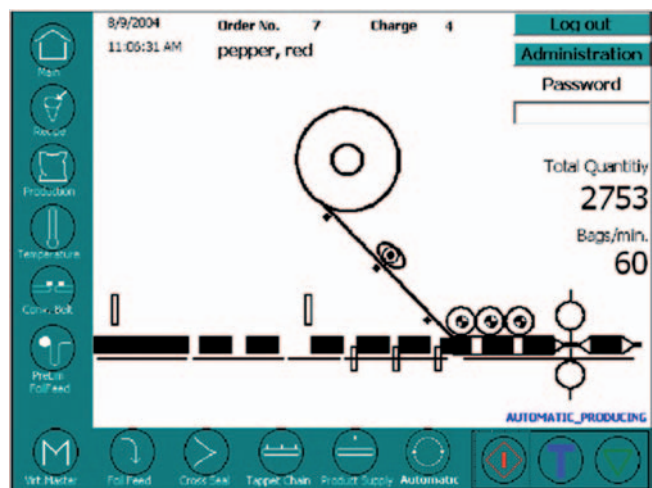 8/9/2004 Order No. 7 Charge 4 Log out
11:06:31 AM pepper, red Administration
Password
Main
Recipe
Production
Total Quantitiy
2753
Bags/min.
60
Temperature
Conv. Belt
PreLim
FoilFeed
AUTOMATIC_PRODUCING
M
Virt.Master Foil Feed Cross Seal Tappet Chain Product Supply Automatic
I T